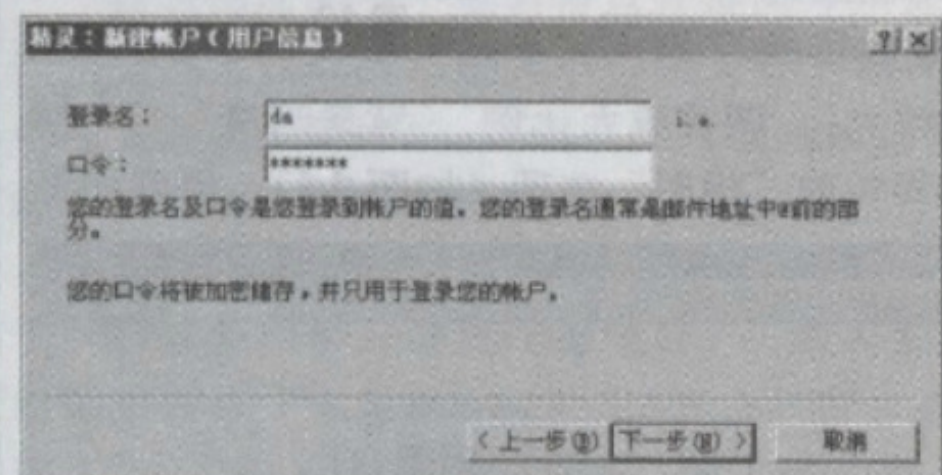 精灵：新建帐户（用户信息）
登录名： da i.e.
口令： *******
您的登录名及口令是您登录到帐户的值。您的登录名通常是邮件地址中@前的部
分。
您的口令将被加密储存，并只用于登录您的帐户。
< 上一步(B) 下一步(N) > 取消